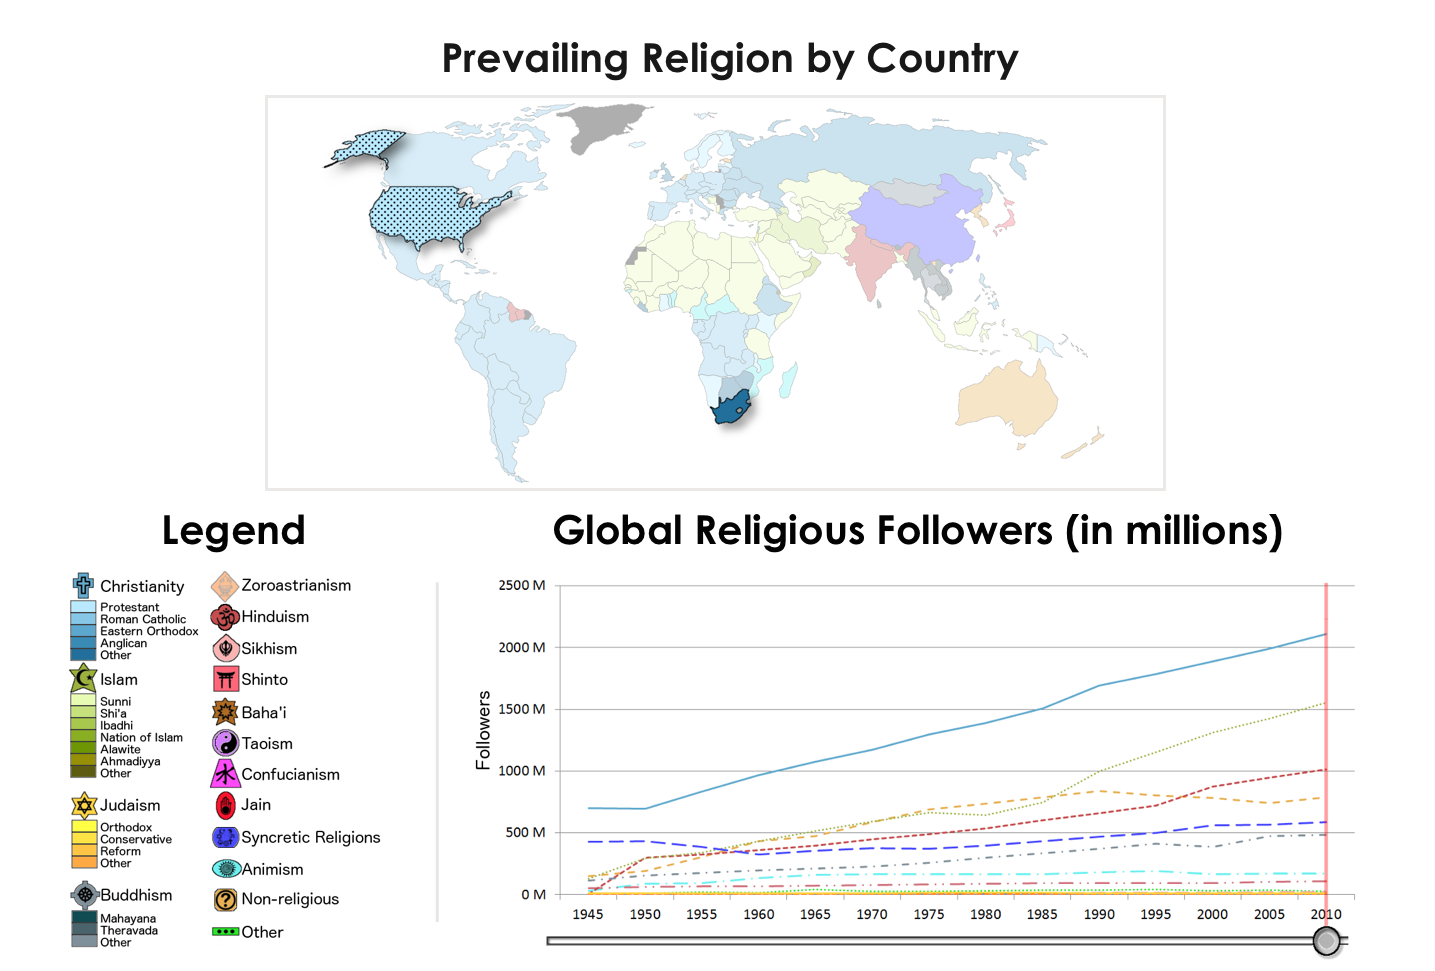 Prevailing Religion by Country
Legend
Christianity
Protestant
Roman Catholic
Eastern Orthodox
Anglican
Other
Islam
Sunni
Shi'a
Ibadhi
Nation of Islam
Alawite
Ahmadiyya
Other
Judaism
Orthodox
Conservative
Reform
Other
Buddhism
Mahayana
Theravada
Other
Zoroastrianism
Hinduism
Sikhism
Shinto
Baha'i
Taoism
Confucianism
Jain
Syncretic Religions
Animism
Non-religious
Other
Global Religious Followers (in millions)
Followers
2500 M
2000 M
1500 M
1000 M
500 M
0 M
1945 1950 1955 1960 1965 1970 1975 1980 1985 1990 1995 2000 2005 2010